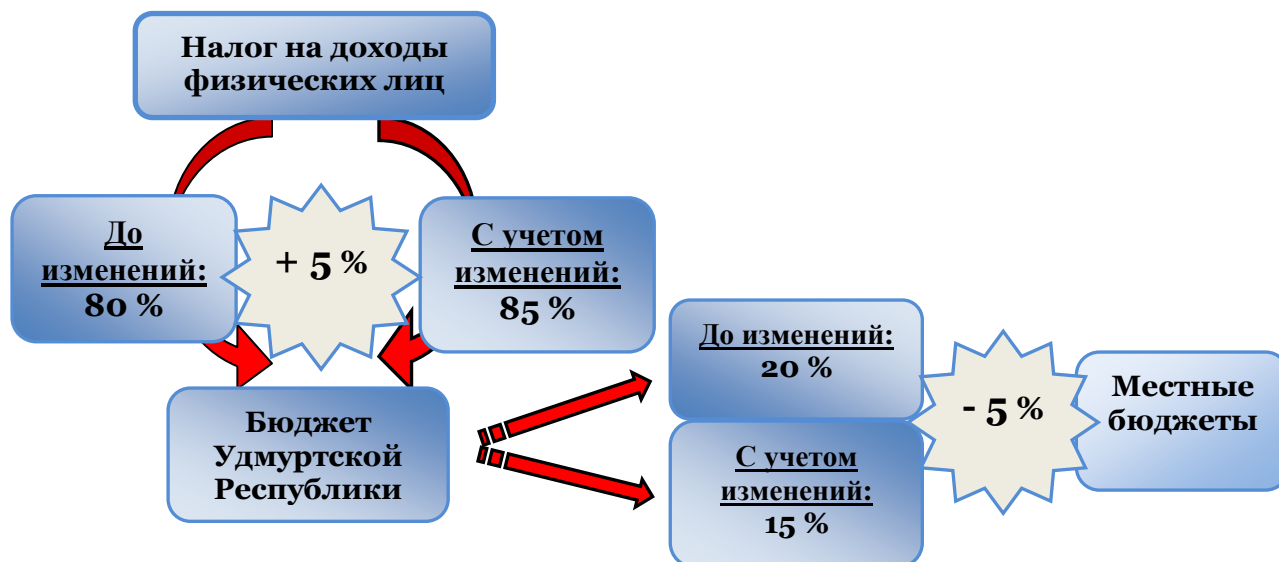 Налог на доходы
физических лиц
До
изменений:
80 %
+ 5 %
С учетом
изменений:
85 %
Бюджет
Удмуртской
Республики
До изменений:
20 %
С учетом
изменений:
15 %
- 5 %
Местные
бюджеты